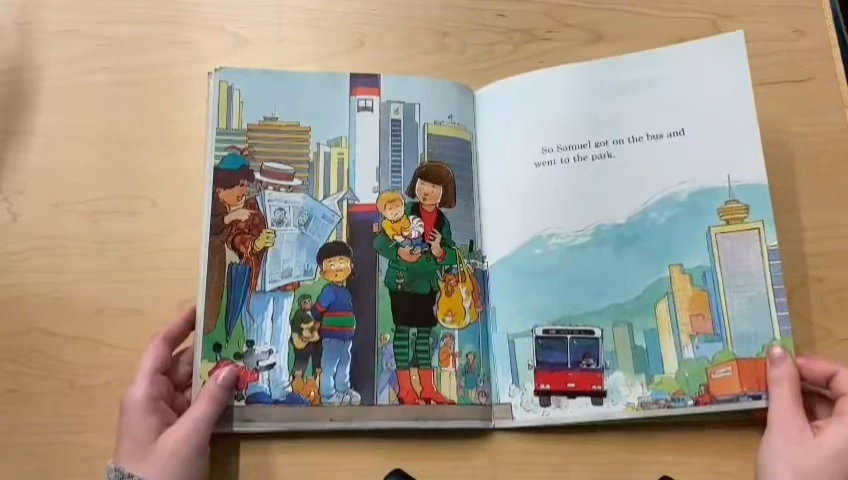 So Samuel got on the bus and
went to the park.